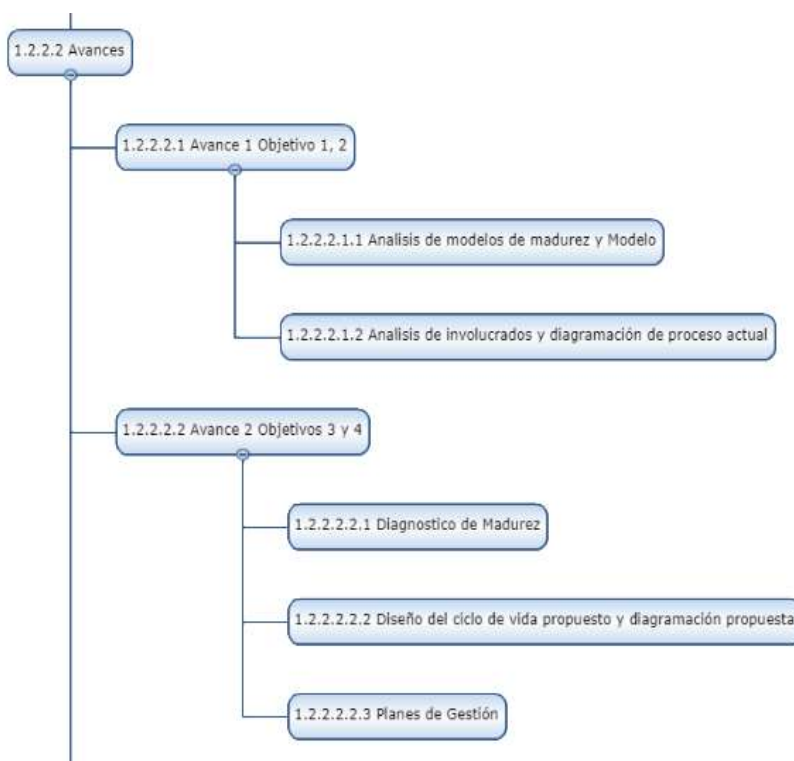 1.2.2.2 Avances
1.2.2.2.1 Avance 1 Objetivo 1, 2
1.2.2.2.1.1 Analisis de modelos de madurez y Modelo
1.2.2.2.1.2 Analisis de involucrados y diagramación de proceso actual
1.2.2.2.2 Avance 2 Objetivos 3 y 4
1.2.2.2.2.1 Diagnostico de Madurez
1.2.2.2.2.2 Diseño del ciclo de vida propuesto y diagramación propuesta
1.2.2.2.2.3 Planes de Gestión